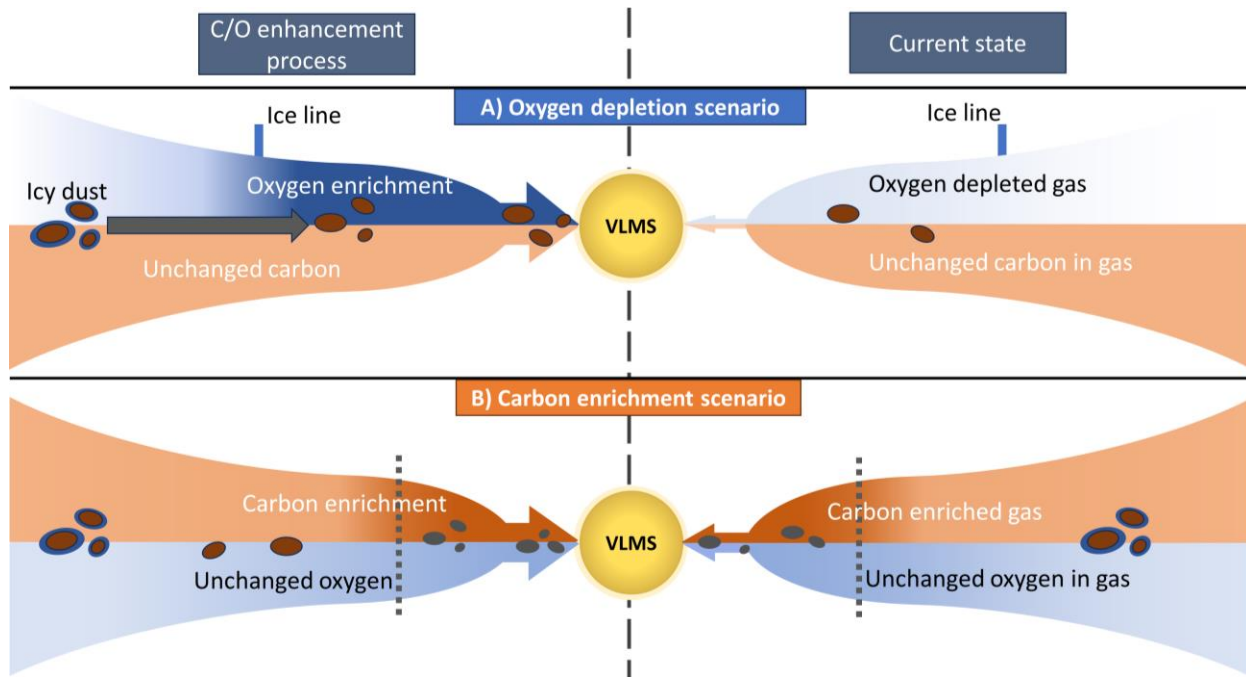 C/O enhancement
process
Current state
A) Oxygen depletion scenario
Ice line
Ice line
Icy dust
Oxygen enrichment
Oxygen depleted gas
VLMS
Unchanged carbon
Unchanged carbon in gas
B) Carbon enrichment scenario
Carbon enrichment
Carbon enriched gas
VLMS
Unchanged oxygen
Unchanged oxygen in gas